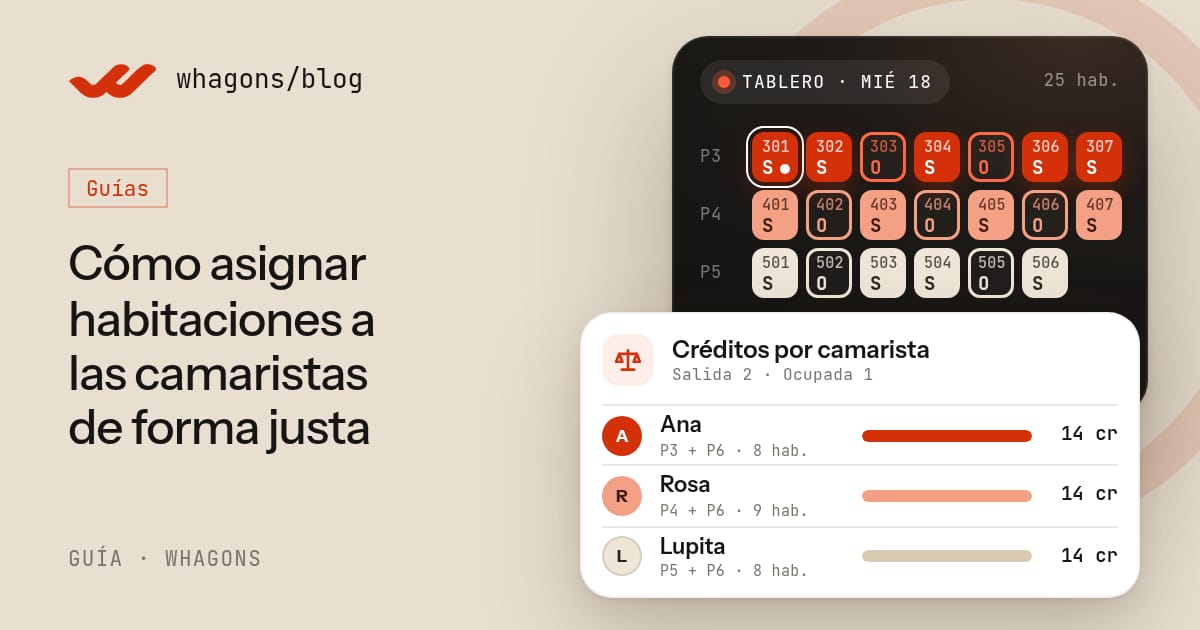 whagons/blog
Guías
Cómo asignar
habitaciones a
las camaristas
de forma justa
GUÍA · WHAGONS
TABLERO · MIÉ 18
25 hab.
P3
301 302 303 304 305 306 307
S S O S O S S
P4
401 402 403 404 405 406 407
S O S O S O S
P5
501 502 503 504 505 506
S O S S O S
Créditos por camarista
Salida 2 · Ocupada 1
A
Ana
P3 + P6 · 8 hab.
14 cr
R
Rosa
P4 + P6 · 9 hab.
14 cr
L
Lupita
P5 + P6 · 8 hab.
14 cr